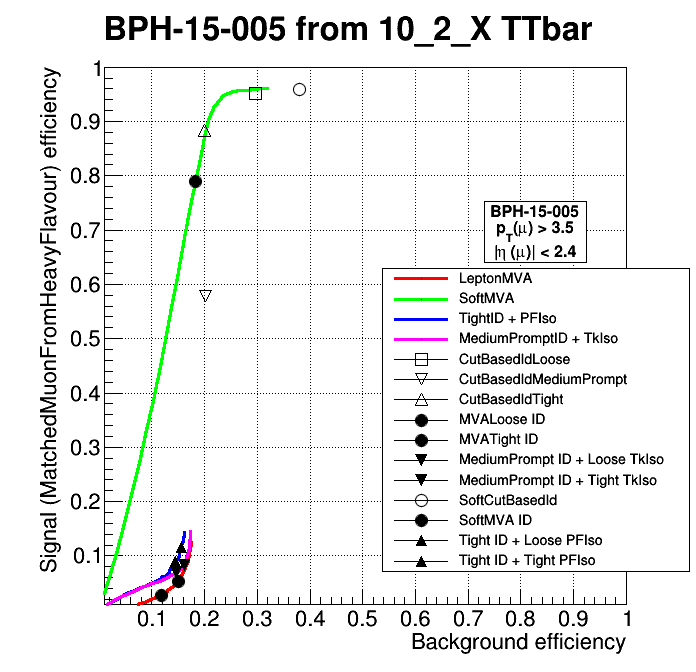 BPH-15-005 from 10_2_X TTbar
Signal (MatchedMuonFromHeavyFlavour) efficiency
1
0.9
0.8
0.7
0.6
0.5
0.4
0.3
0.2
0.1
BPH-15-005
p_T(μ) > 3.5
|η (μ)| < 2.4
LeptonMVA
SoftMVA
TightID + PFIso
MediumPromptID + TkIso
CutBasedIdLoose
CutBasedIdMediumPrompt
CutBasedIdTight
MVALoose ID
MVATight ID
MediumPrompt ID + Loose TkIso
MediumPrompt ID + Tight TkIso
SoftCutBasedId
SoftMVA ID
Tight ID + Loose PFIso
Tight ID + Tight PFIso
0.1 0.2 0.3 0.4 0.5 0.6 0.7 0.8 0.9 1
Background efficiency